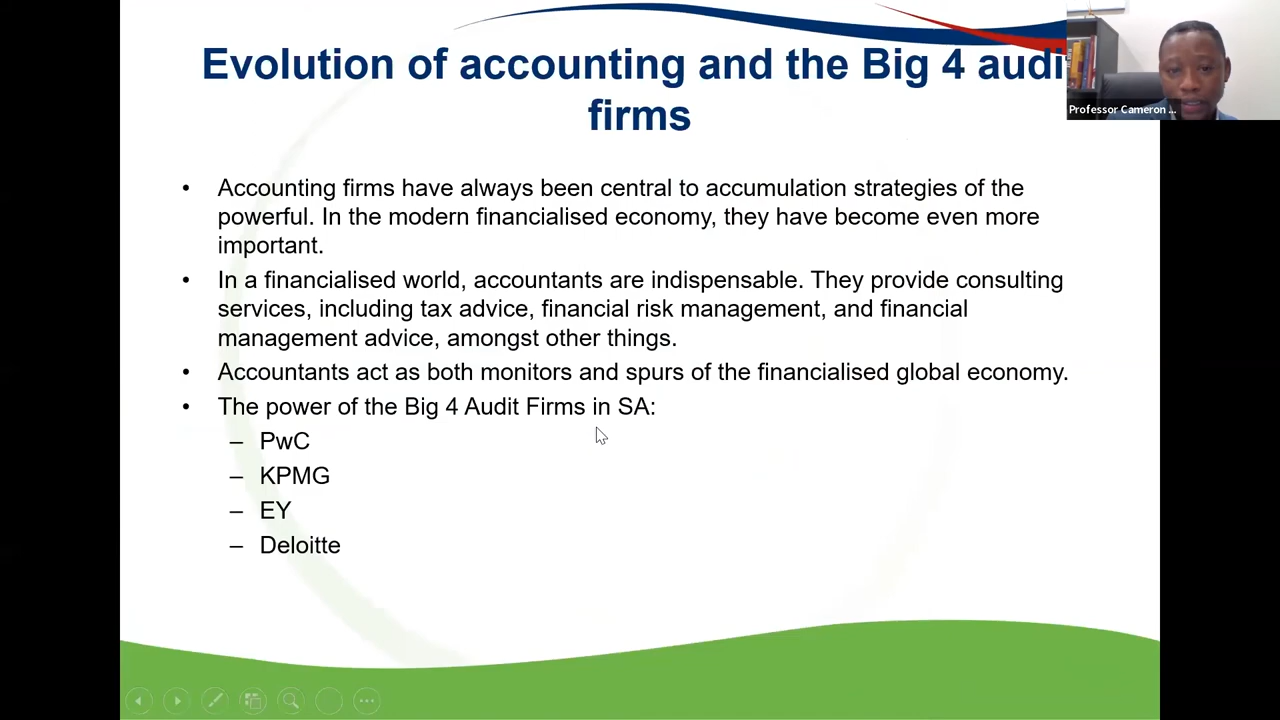 Evolution of accounting and the Big 4 audi
firms
Professor Cameron ...
• Accounting firms have always been central to accumulation strategies of the
powerful. In the modern financialised economy, they have become even more
important.
• In a financialised world, accountants are indispensable. They provide consulting
services, including tax advice, financial risk management, and financial
management advice, amongst other things.
• Accountants act as both monitors and spurs of the financialised global economy.
• The power of the Big 4 Audit Firms in SA:
– PwC
– KPMG
– EY
– Deloitte